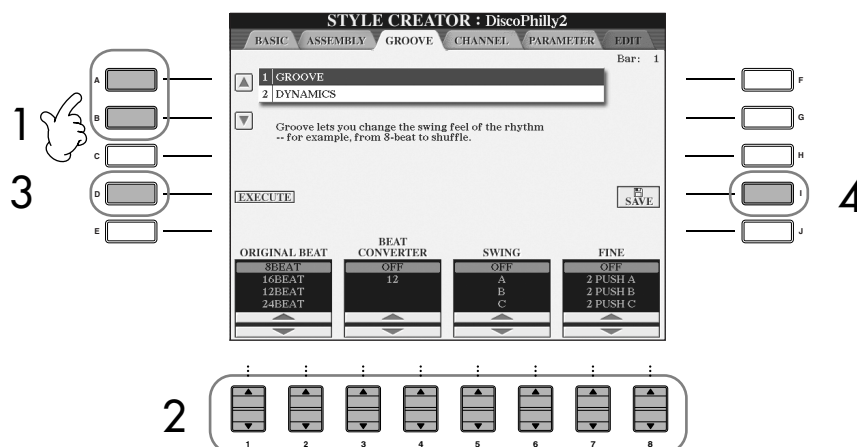 STYLE CREATOR : DiscoPhilly2
BASIC ASSEMBLY GROOVE CHANNEL PARAMETER EDIT
Bar: 1
A
1 GROOVE
F
2 DYNAMICS
1
B
G
Groove lets you change the swing feel of the rhythm
-- for example, from 8-beat to shuffle.
C
H
3
D
EXECUTE
SAVE
I
4
E
J
ORIGINAL BEAT
BEAT CONVERTER
SWING
FINE
8BEAT OFF OFF OFF
16BEAT 12 A 2 PUSH A
12BEAT B 2 PUSH B
24BEAT C 2 PUSH C
2
1 2 3 4 5 6 7 8